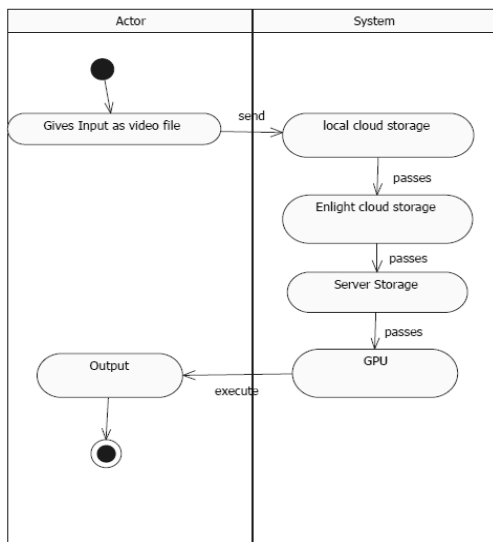 Actor
System
Gives Input as video file
send
local cloud storage
passes
Enlight cloud storage
passes
Server Storage
passes
GPU
execute
Output